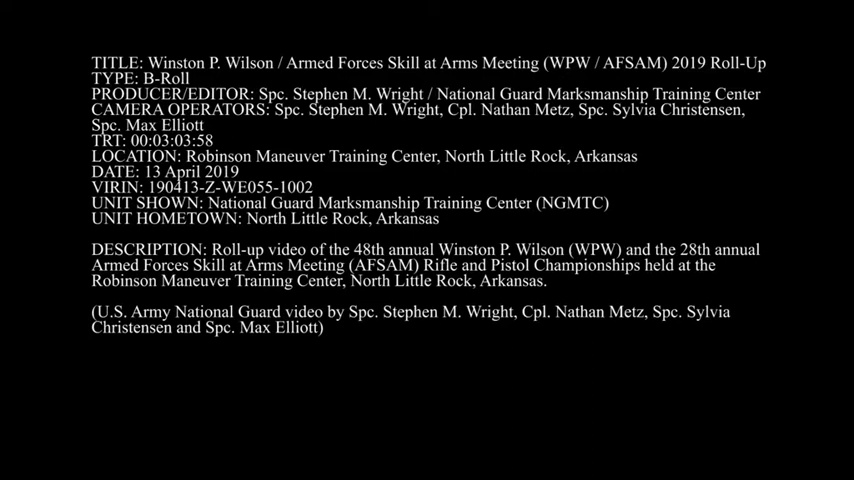 TITLE: Winston P. Wilson / Armed Forces Skill at Arms Meeting (WPW / AFSAM) 2019 Roll-Up
TYPE: B-Roll
PRODUCER/EDITOR: Spc. Stephen M. Wright / National Guard Marksmanship Training Center
CAMERA OPERATORS: Spc. Stephen M. Wright, Cpl. Nathan Metz, Spc. Sylvia Christensen,
Spc. Max Elliott
TRT: 00:03:03:58
LOCATION: Robinson Maneuver Training Center, North Little Rock, Arkansas
DATE: 13 April 2019
VIRIN: 190413-Z-WE055-1002
UNIT SHOWN: National Guard Marksmanship Training Center (NGMTC)
UNIT HOMETOWN: North Little Rock, Arkansas
DESCRIPTION: Roll-up video of the 48th annual Winston P. Wilson (WPW) and the 28th annual
Armed Forces Skill at Arms Meeting (AFSAM) Rifle and Pistol Championships held at the
Robinson Maneuver Training Center, North Little Rock, Arkansas.
(U.S. Army National Guard video by Spc. Stephen M. Wright, Cpl. Nathan Metz, Spc. Sylvia
Christensen and Spc. Max Elliott)